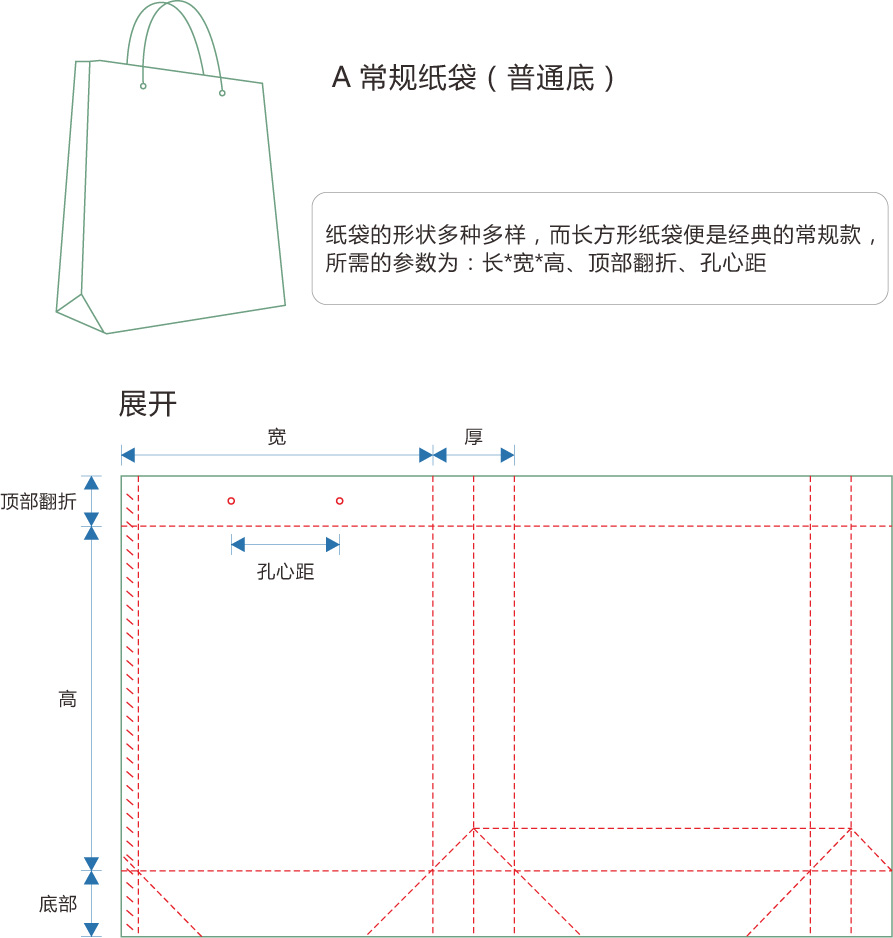 A 常规纸袋（普通底）
纸袋的形状多种多样，而长方形纸袋便是经典的常规款，
所需的参数为：长*宽*高、顶部翻折、孔心距
展开
宽
厚
顶部翻折
孔心距
高
底部